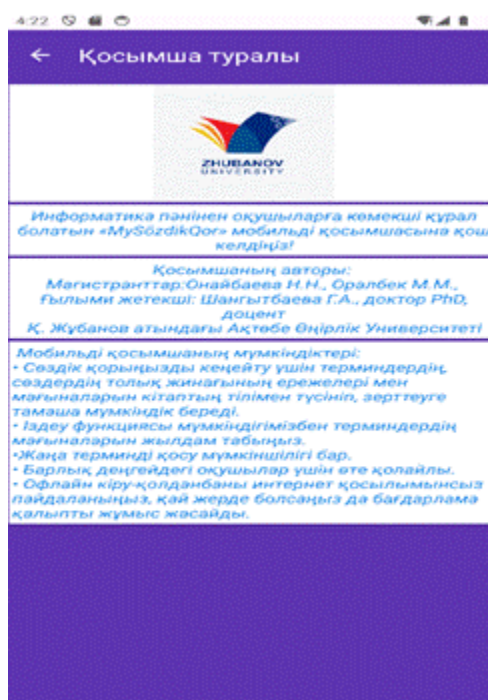 4:22
Қосымша туралы
ZHUBANOV
UNIVERSITY
Информатика пәнінен оқушыларға көмекші құрал
болатын «MySözdikQor» мобильді қосымшасына қош
келдіңіз!
Қосымшаның авторы:
Магистранттар:Онайбаева Н.Н., Оралбек М.М.,
Ғылыми жетекші: Шангытбаева Г.А., доктор PhD,
доцент
Қ. Жұбанов атындағы Ақтөбе Өңірлік Университеті
Мобильді қосымшаның мүмкіндіктері:
• Сөздік қорыңызды кеңейту үшін терминдердің,
сөздердің толық жинағының ережелері мен
мағыналарын кітаптың тілімен түсініп, зерттеуге
тамаша мүмкіндік береді.
• Іздеу функциясы мүмкіндігімізбен терминдердің
мағыналарын жылдам табыңыз.
•Жаңа терминді қосу мүмкіншілігі бар.
• Барлық деңгейдегі оқушылар үшін өте қолайлы.
• Офлайн кіру-қолданбаны интернет қосылымынсыз
пайдаланыңыз, қай жерде болсаңыз да бағдарлама
қалыпты жұмыс жасайды.